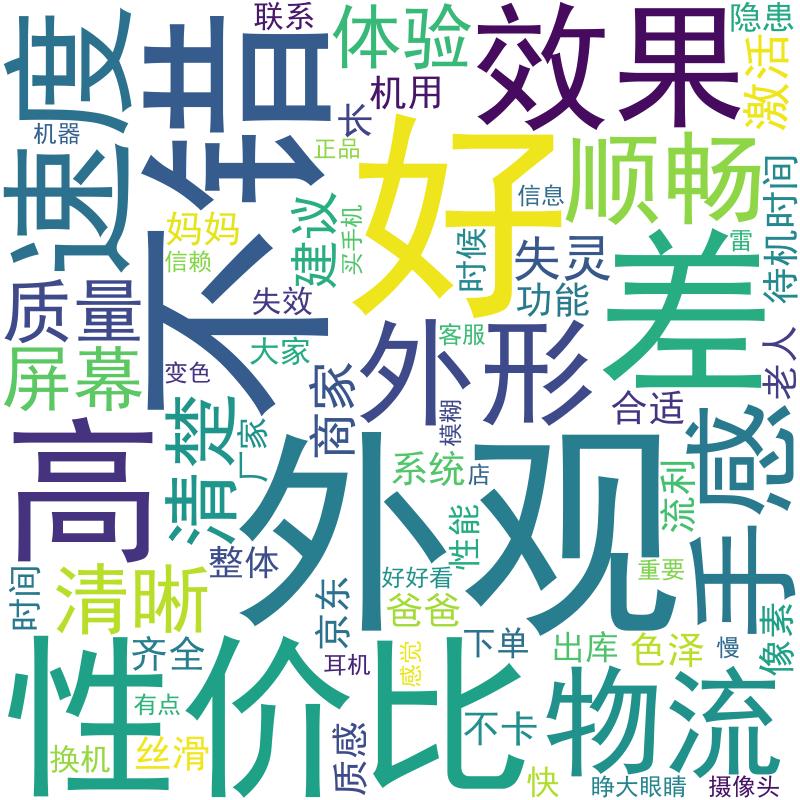 联系
隐患
体验
效果
速度
不错
激活
机用
长
机器
正品
好
顺畅
建议
买手机
信息
待机时间
雷
妈妈
信赖
时候
失灵
差
质量
失效
功能
外形
客服
大家
老人
屏幕
变色
商家
合适
高
清楚
厂家
模糊
手感
外观
系统
店
流利
性能
整体
时间
清晰
好好看
重要
京东
爸爸
像素
齐全
耳机
感觉
下单
出库
色泽
慢
性价比
物流
有点
换机
丝滑
质感
不卡
快
睁大眼睛
摄像头